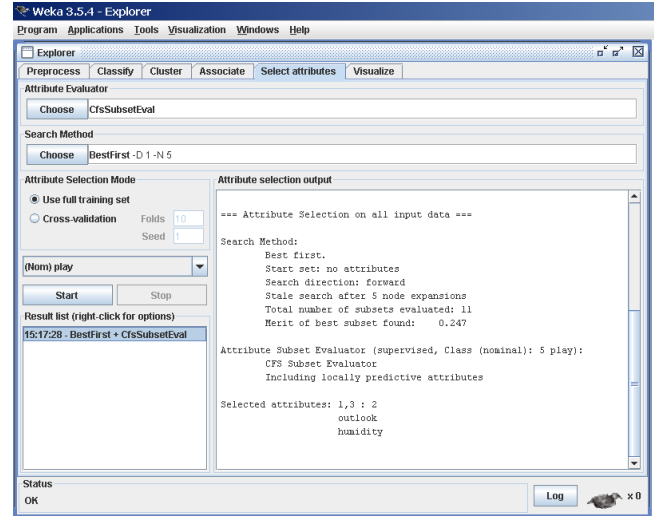 Weka 3.5.4 - Explorer
Program Applications Tools Visualization Windows Help
Explorer
Preprocess Classify Cluster Associate Select attributes Visualize
Attribute Evaluator
Choose CfsSubsetEval
Search Method
Choose BestFirst -D 1 -N 5
Attribute Selection Mode
Use full training set
Cross-validation Folds 10
Seed 1
(Nom) play
Start Stop
Result list (right-click for options)
15:17:28 - BestFirst + CfsSubsetEval
Attribute selection output
=== Attribute Selection on all input data ===
Search Method:
Best first.
Start set: no attributes
Search direction: forward
Stale search after 5 node expansions
Total number of subsets evaluated: 11
Merit of best subset found: 0.247
Attribute Subset Evaluator (supervised, Class (nominal): 5 play):
CFS Subset Evaluator
Including locally predictive attributes
Selected attributes: 1,3 : 2
outlook
humidity
Status
OK
Log x 0